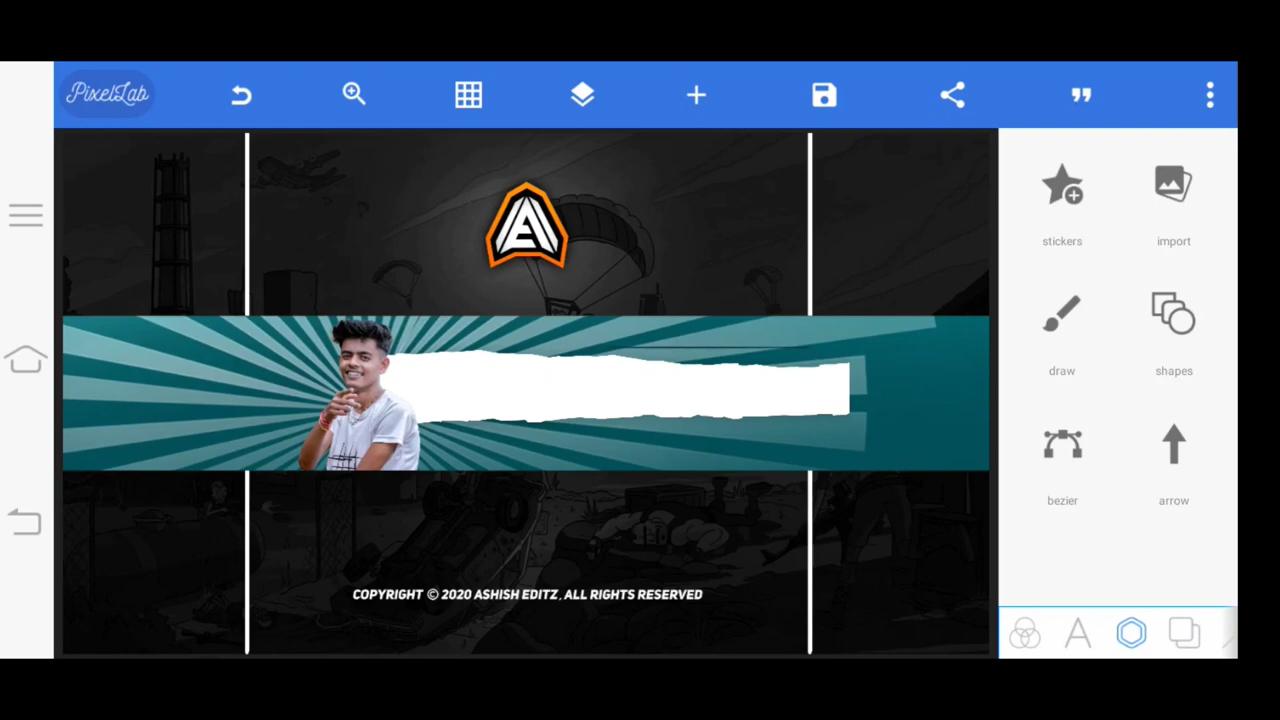 PixelLab
stickers
import
draw
shapes
bezier
arrow
COPYRIGHT © 2020 ASHISH EDITZ, ALL RIGHTS RESERVED